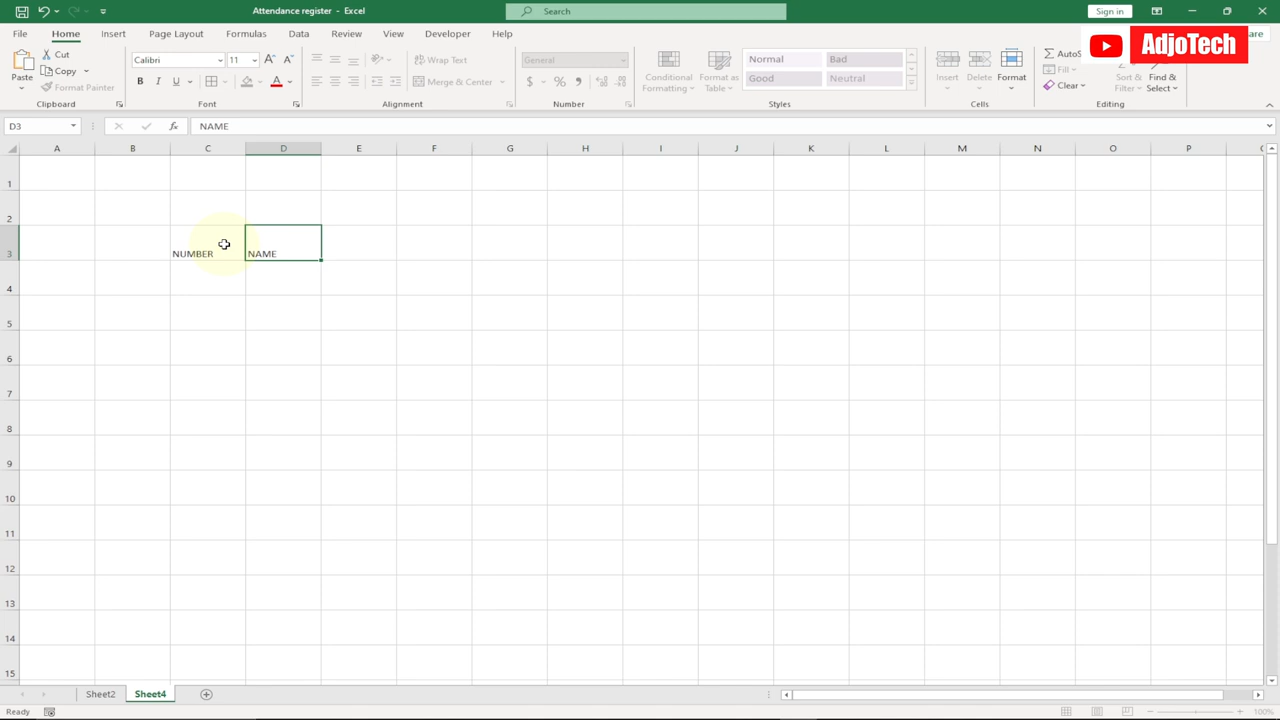 Attendance register - Excel
Search
Sign in
File Home Insert Page Layout Formulas Data Review View Developer Help
AdjoTech
Paste
Cut
Copy
Format Painter
Clipboard
Calibri 11
B I U
Font
Wrap Text
Merge & Center
Alignment
General
Number
Conditional Formatting
Format as Table
Normal Bad
Good Neutral
Styles
Insert Delete Format
Cells
Fill
Clear
Sort & Filter
Find & Select
Editing
D3 fx NAME
A B C D E F G H I J K L M N O P
1
2
3 NUMBER NAME
4
5
6
7
8
9
10
11
12
13
14
15
Sheet2 Sheet4
Ready 100%